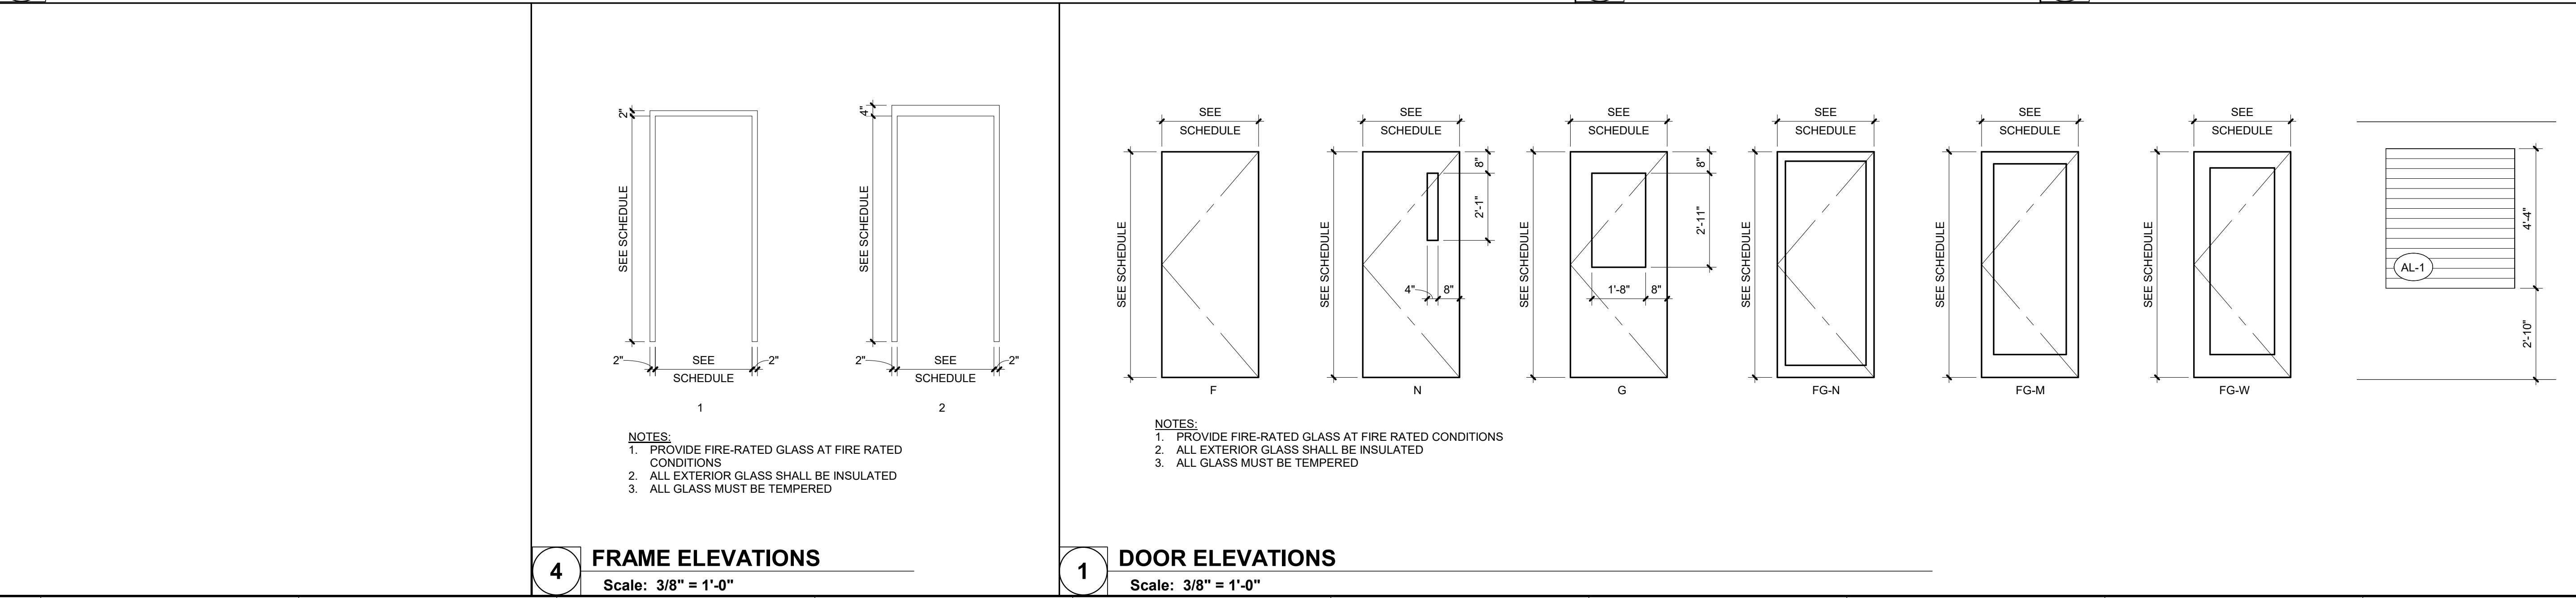 2"
SEE SCHEDULE
2"
SEE
SCHEDULE
2"
1
4"
SEE SCHEDULE
2"
SEE
SCHEDULE
2"
2
NOTES:
1. PROVIDE FIRE-RATED GLASS AT FIRE RATED
CONDITIONS
2. ALL EXTERIOR GLASS SHALL BE INSULATED
3. ALL GLASS MUST BE TEMPERED
4
FRAME ELEVATIONS
Scale: 3/8" = 1'-0"
SEE
SCHEDULE
SEE SCHEDULE
F
SEE
SCHEDULE
SEE SCHEDULE
8"
2'-1"
4"
8"
N
SEE
SCHEDULE
SEE SCHEDULE
8"
2'-11"
1'-8"
8"
G
SEE
SCHEDULE
SEE SCHEDULE
FG-N
SEE
SCHEDULE
SEE SCHEDULE
FG-M
SEE
SCHEDULE
SEE SCHEDULE
FG-W
AL-1
4'-4"
2'-10"
NOTES:
1. PROVIDE FIRE-RATED GLASS AT FIRE RATED CONDITIONS
2. ALL EXTERIOR GLASS SHALL BE INSULATED
3. ALL GLASS MUST BE TEMPERED
1
DOOR ELEVATIONS
Scale: 3/8" = 1'-0"